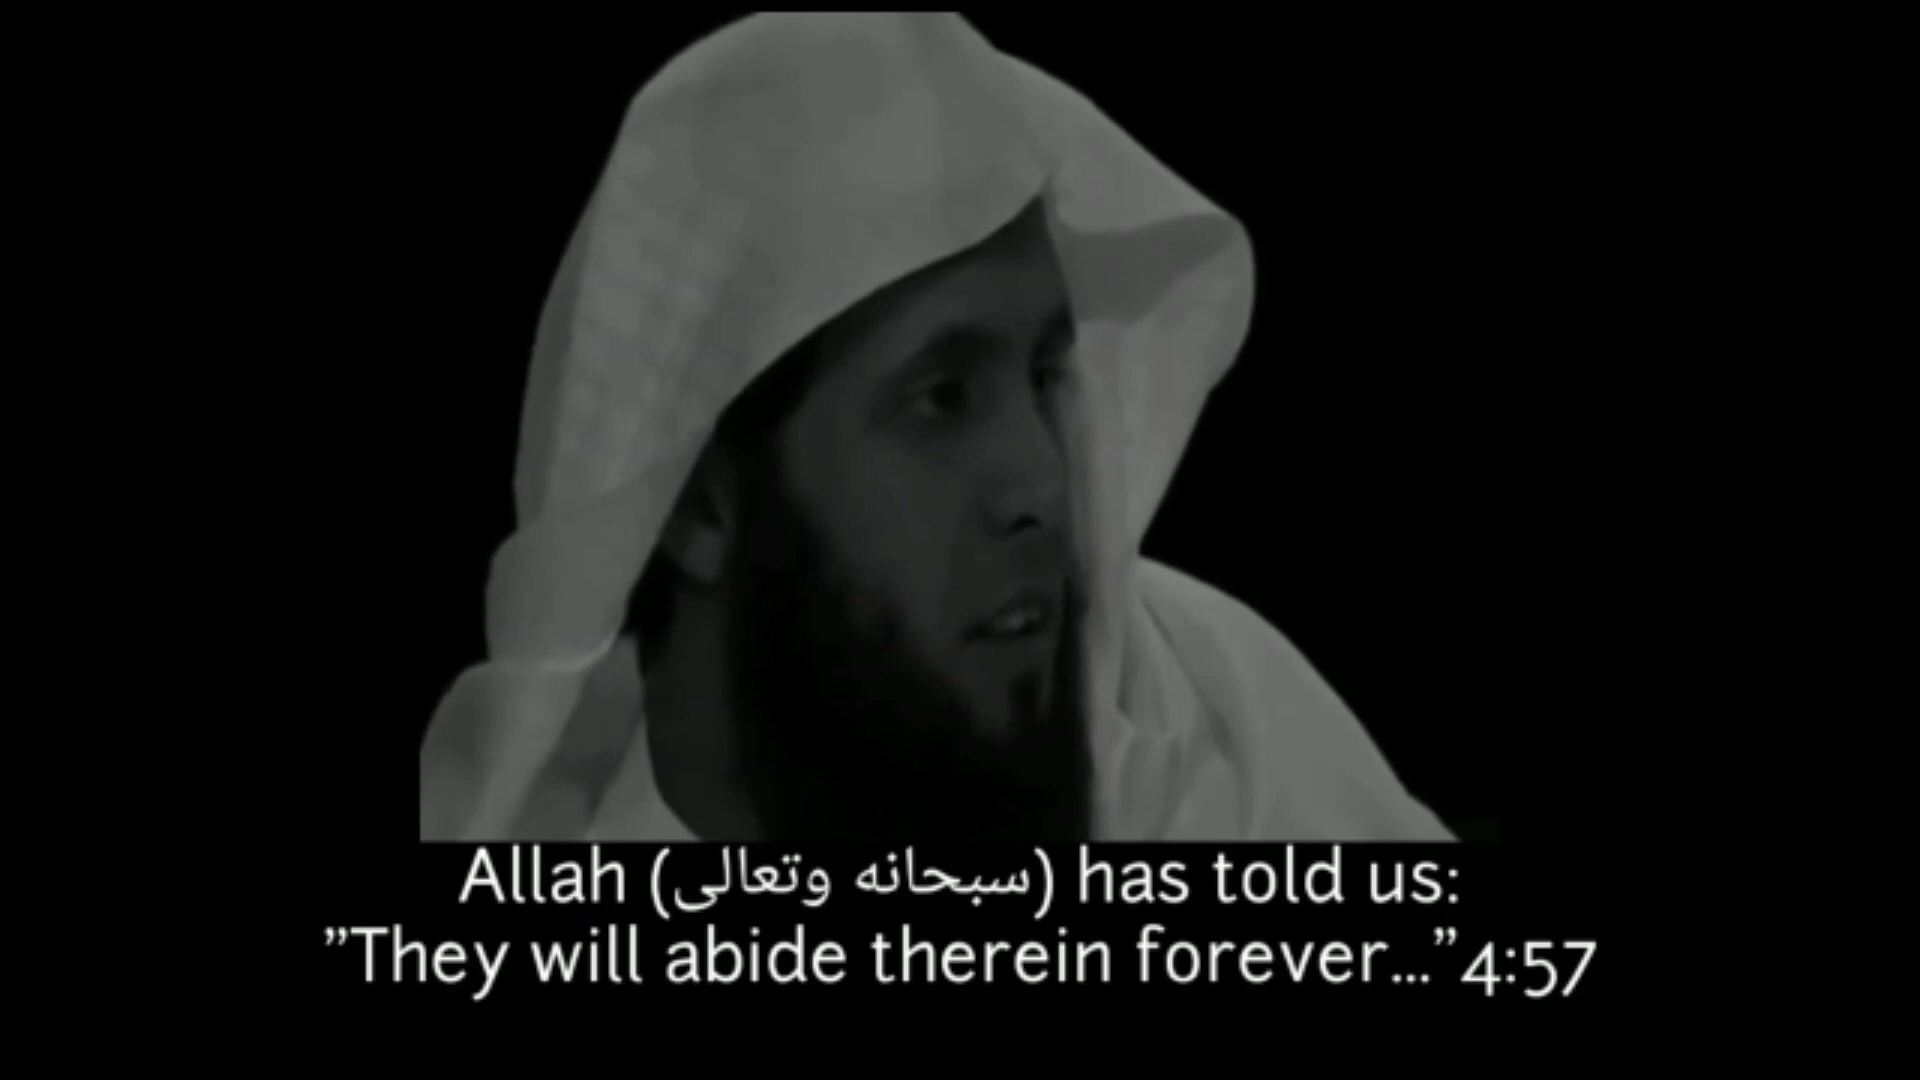 Allah (سبحانه وتعالى) has told us:
”They will abide therein forever...”4:57